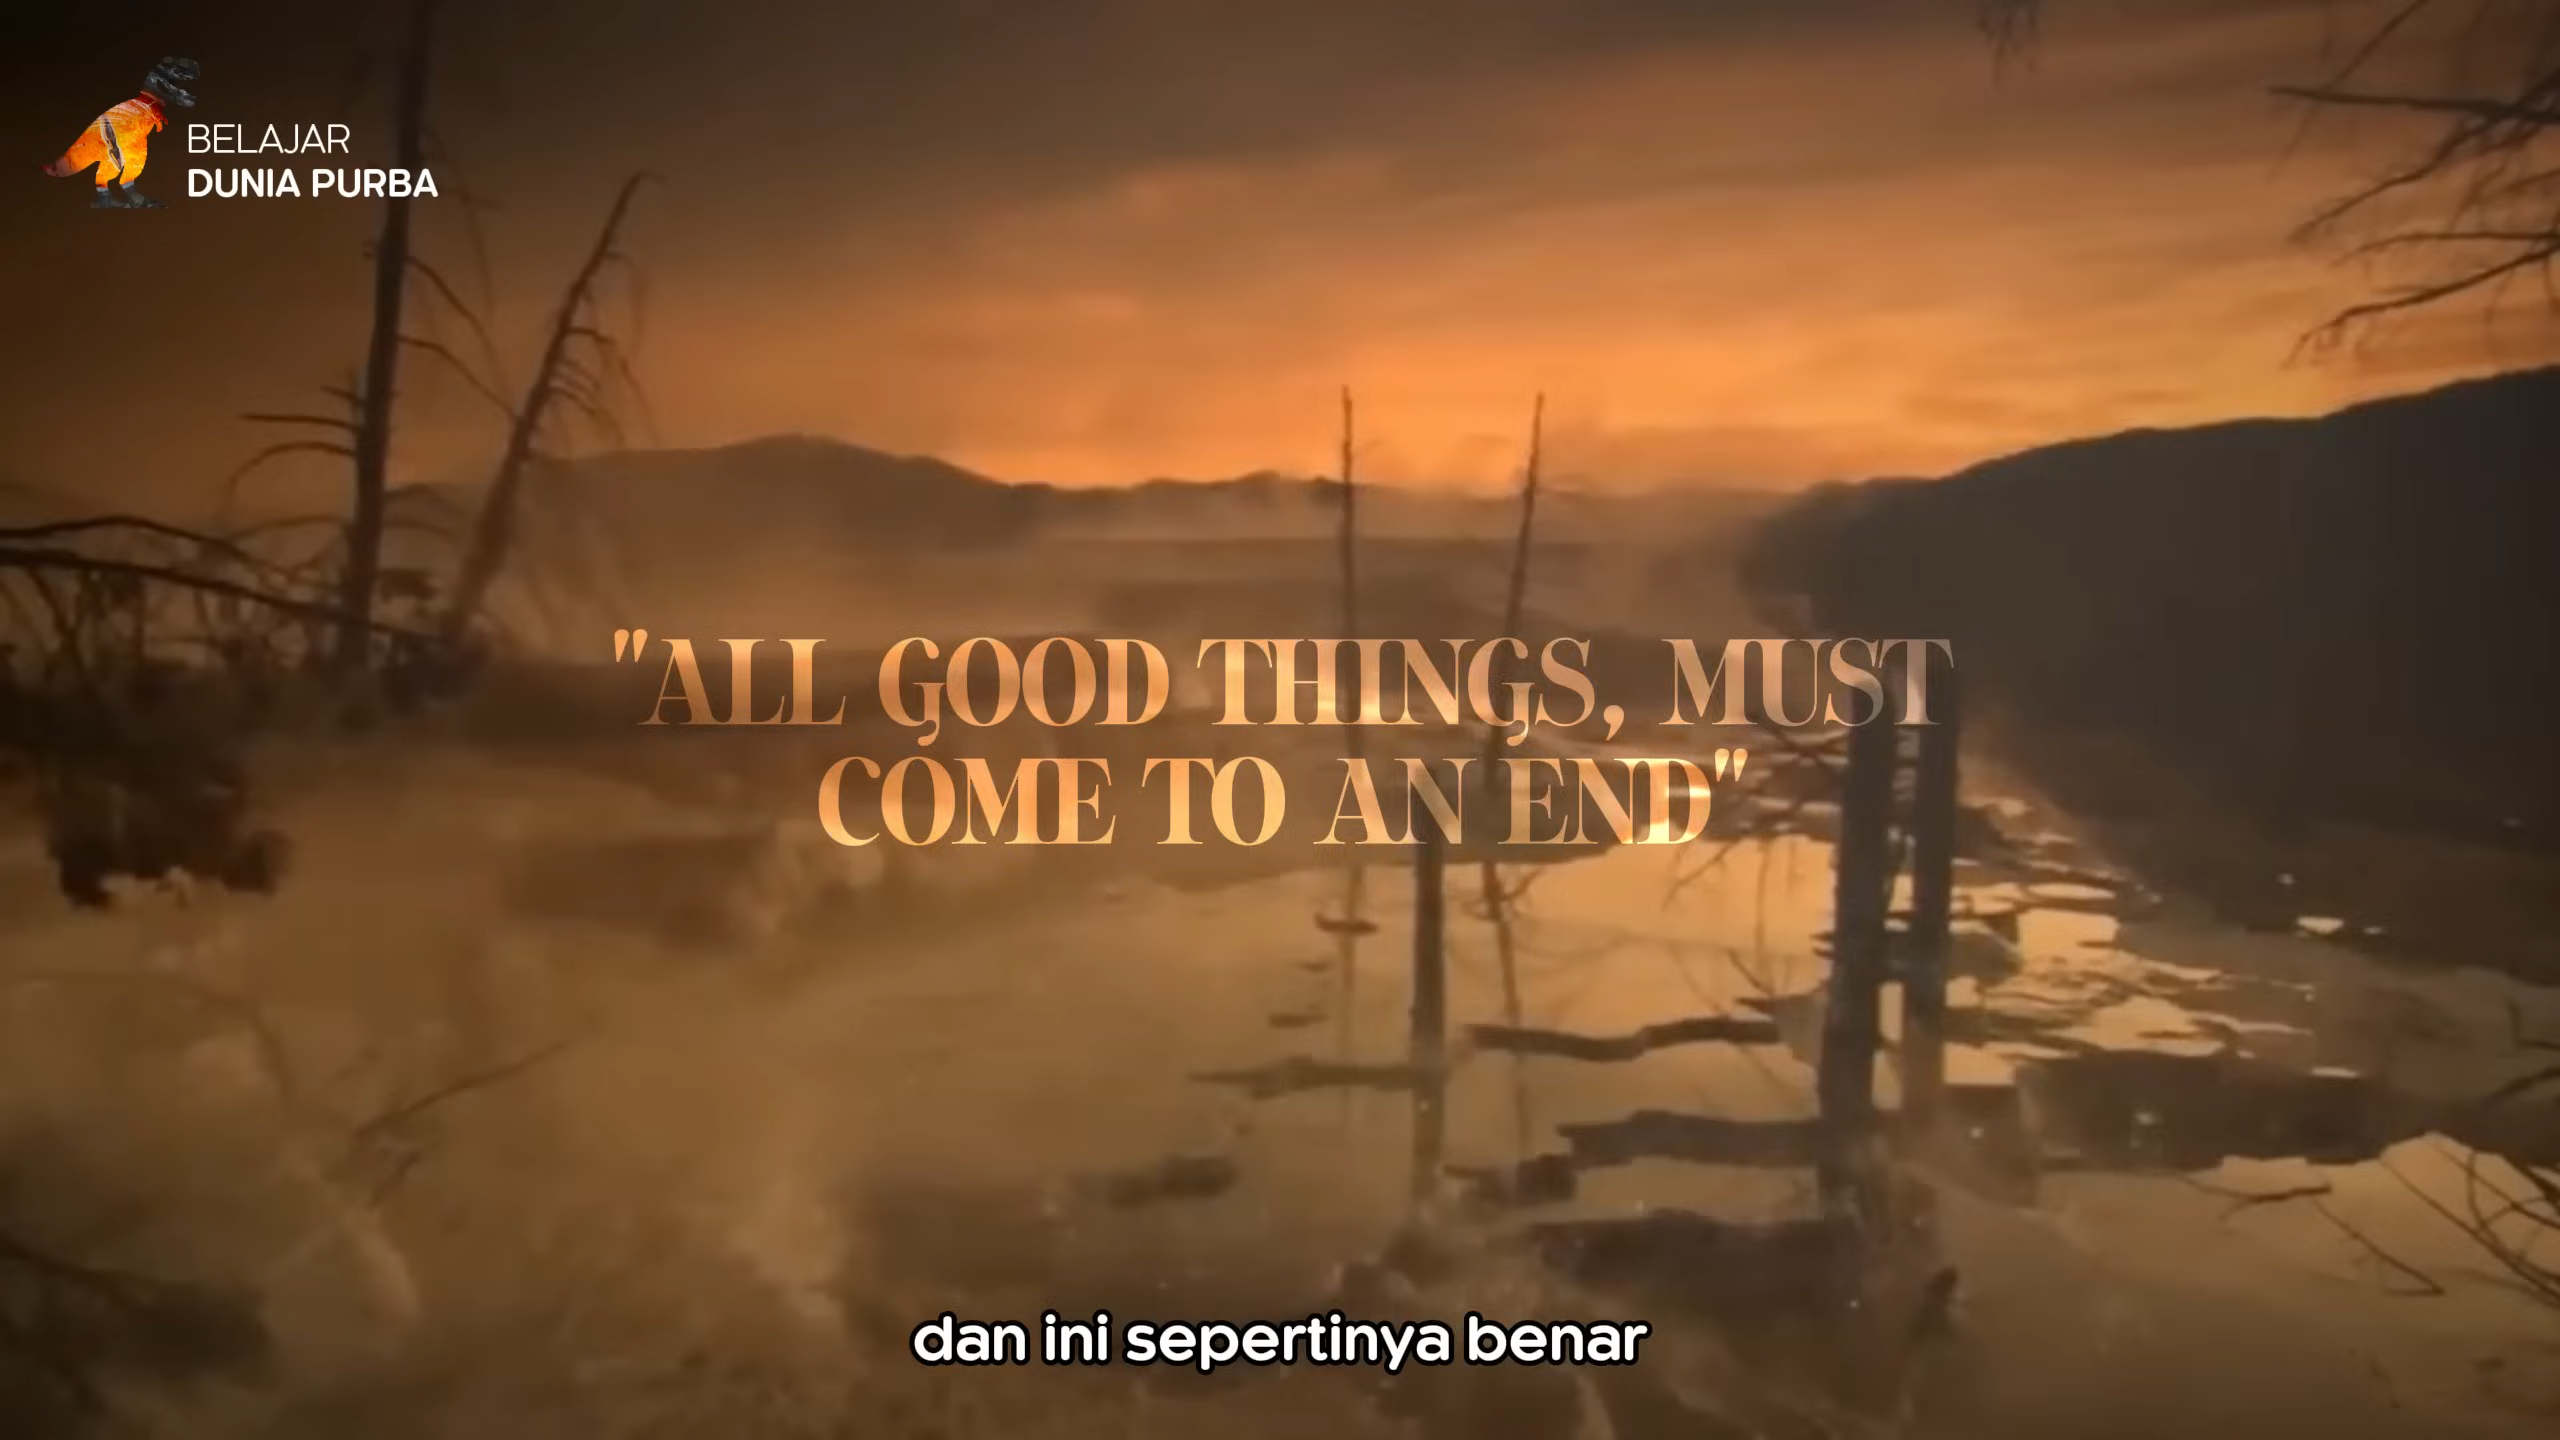 BELAJAR
DUNIA PURBA
"ALL GOOD THINGS, MUST
COME TO AN END"
dan ini sepertinya benar